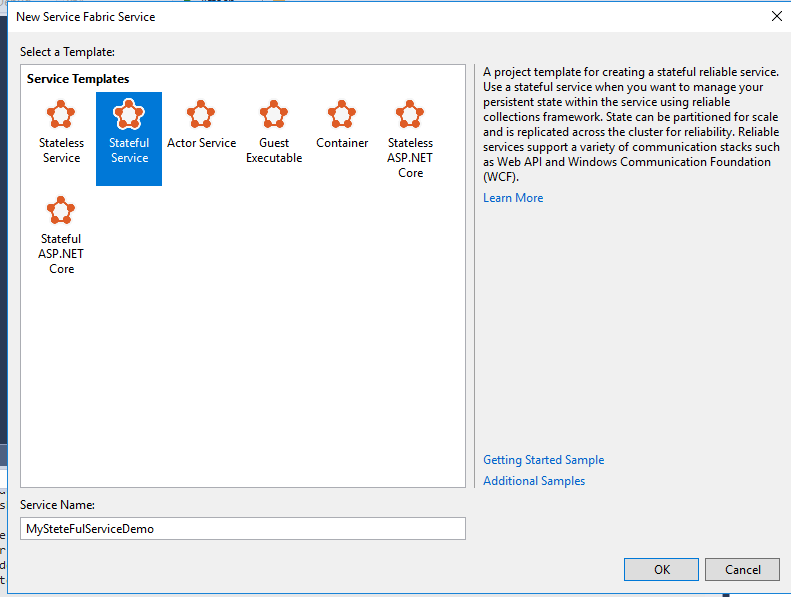 New Service Fabric Service
Select a Template:
Service Templates
Stateless
Service
Stateful
Service
Actor Service
Guest
Executable
Container
Stateless
ASP.NET
Core
Stateful
ASP.NET
Core
A project template for creating a stateful reliable service.
Use a stateful service when you want to manage your
persistent state within the service using reliable
collections framework. State can be partitioned for scale
and is replicated across the cluster for reliability. Reliable
services support a variety of communication stacks such
as Web API and Windows Communication Foundation
(WCF).
Learn More
Getting Started Sample
Additional Samples
Service Name:
MySteteFulServiceDemo
OK
Cancel